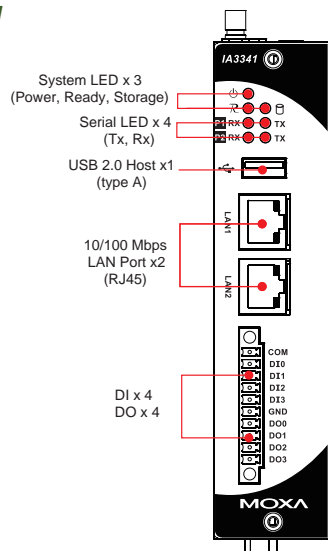 IA3341
System LED x 3
(Power, Ready, Storage)
Serial LED x 4
(Tx, Rx)
P1 RX TX
P2 RX TX
USB 2.0 Host x1
(type A)
LAN1
10/100 Mbps
LAN Port x2
(RJ45)
LAN2
COM
DI0
DI1
DI2
DI3
GND
DO0
DO1
DO2
DO3
DI x 4
DO x 4
MOXA